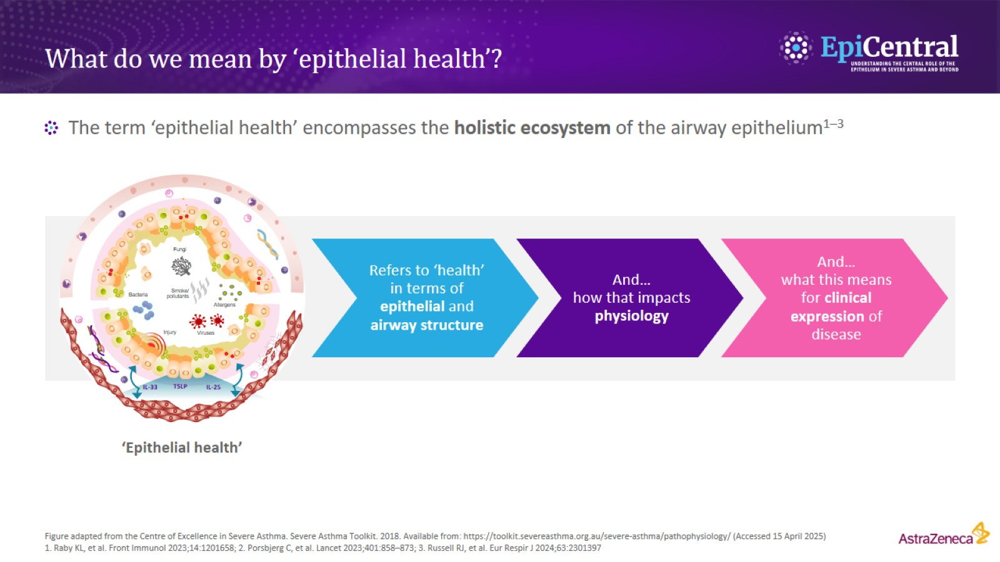 What do we mean by ‘epithelial health’?
EpiCentral
UNDERSTANDING THE CENTRAL ROLE OF THE
EPITHELIUM IN SEVERE ASTHMA AND BEYOND
The term ‘epithelial health’ encompasses the holistic ecosystem of the airway epithelium1–3
Fungi
Bacteria
Smoke/
pollutants
Allergens
Injury
Viruses
IL-33
TSLP
IL-25
‘Epithelial health’
Refers to ‘health’
in terms of
epithelial and
airway structure
And...
how that impacts
physiology
And...
what this means
for clinical
expression of
disease
Figure adapted from the Centre of Excellence in Severe Asthma. Severe Asthma Toolkit. 2018. Available from: https://toolkit.severeasthma.org.au/severe-asthma/pathophysiology/ (Accessed 15 April 2025)
1. Raby KL, et al. Front Immunol 2023;14:1201658; 2. Porsbjerg C, et al. Lancet 2023;401:858–873; 3. Russell RJ, et al. Eur Respir J 2024;63:2301397
AstraZeneca